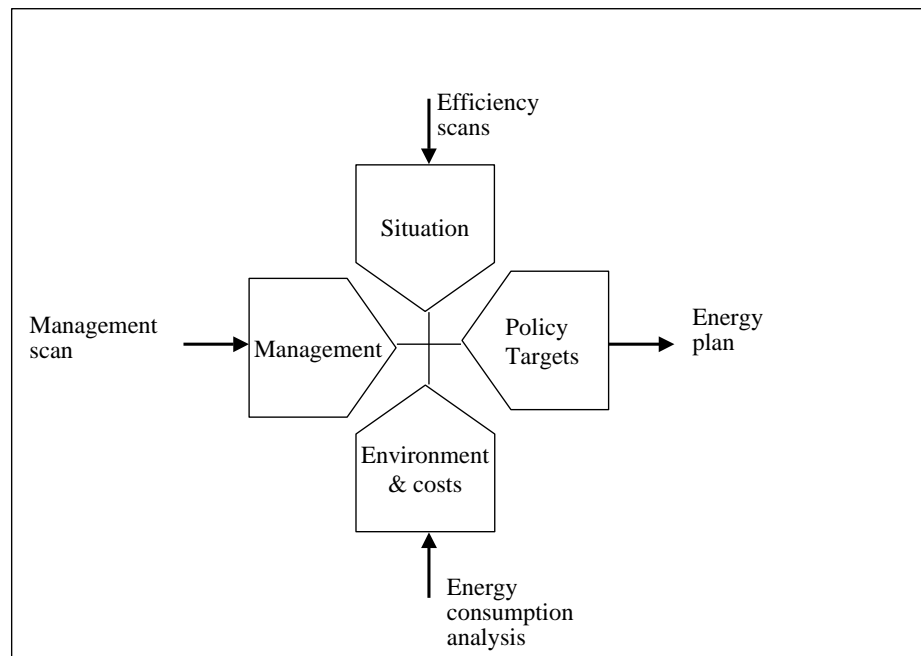 Efficiency
scans
Situation
Management
scan
Management
Policy
Targets
Energy
plan
Environment
& costs
Energy
consumption
analysis